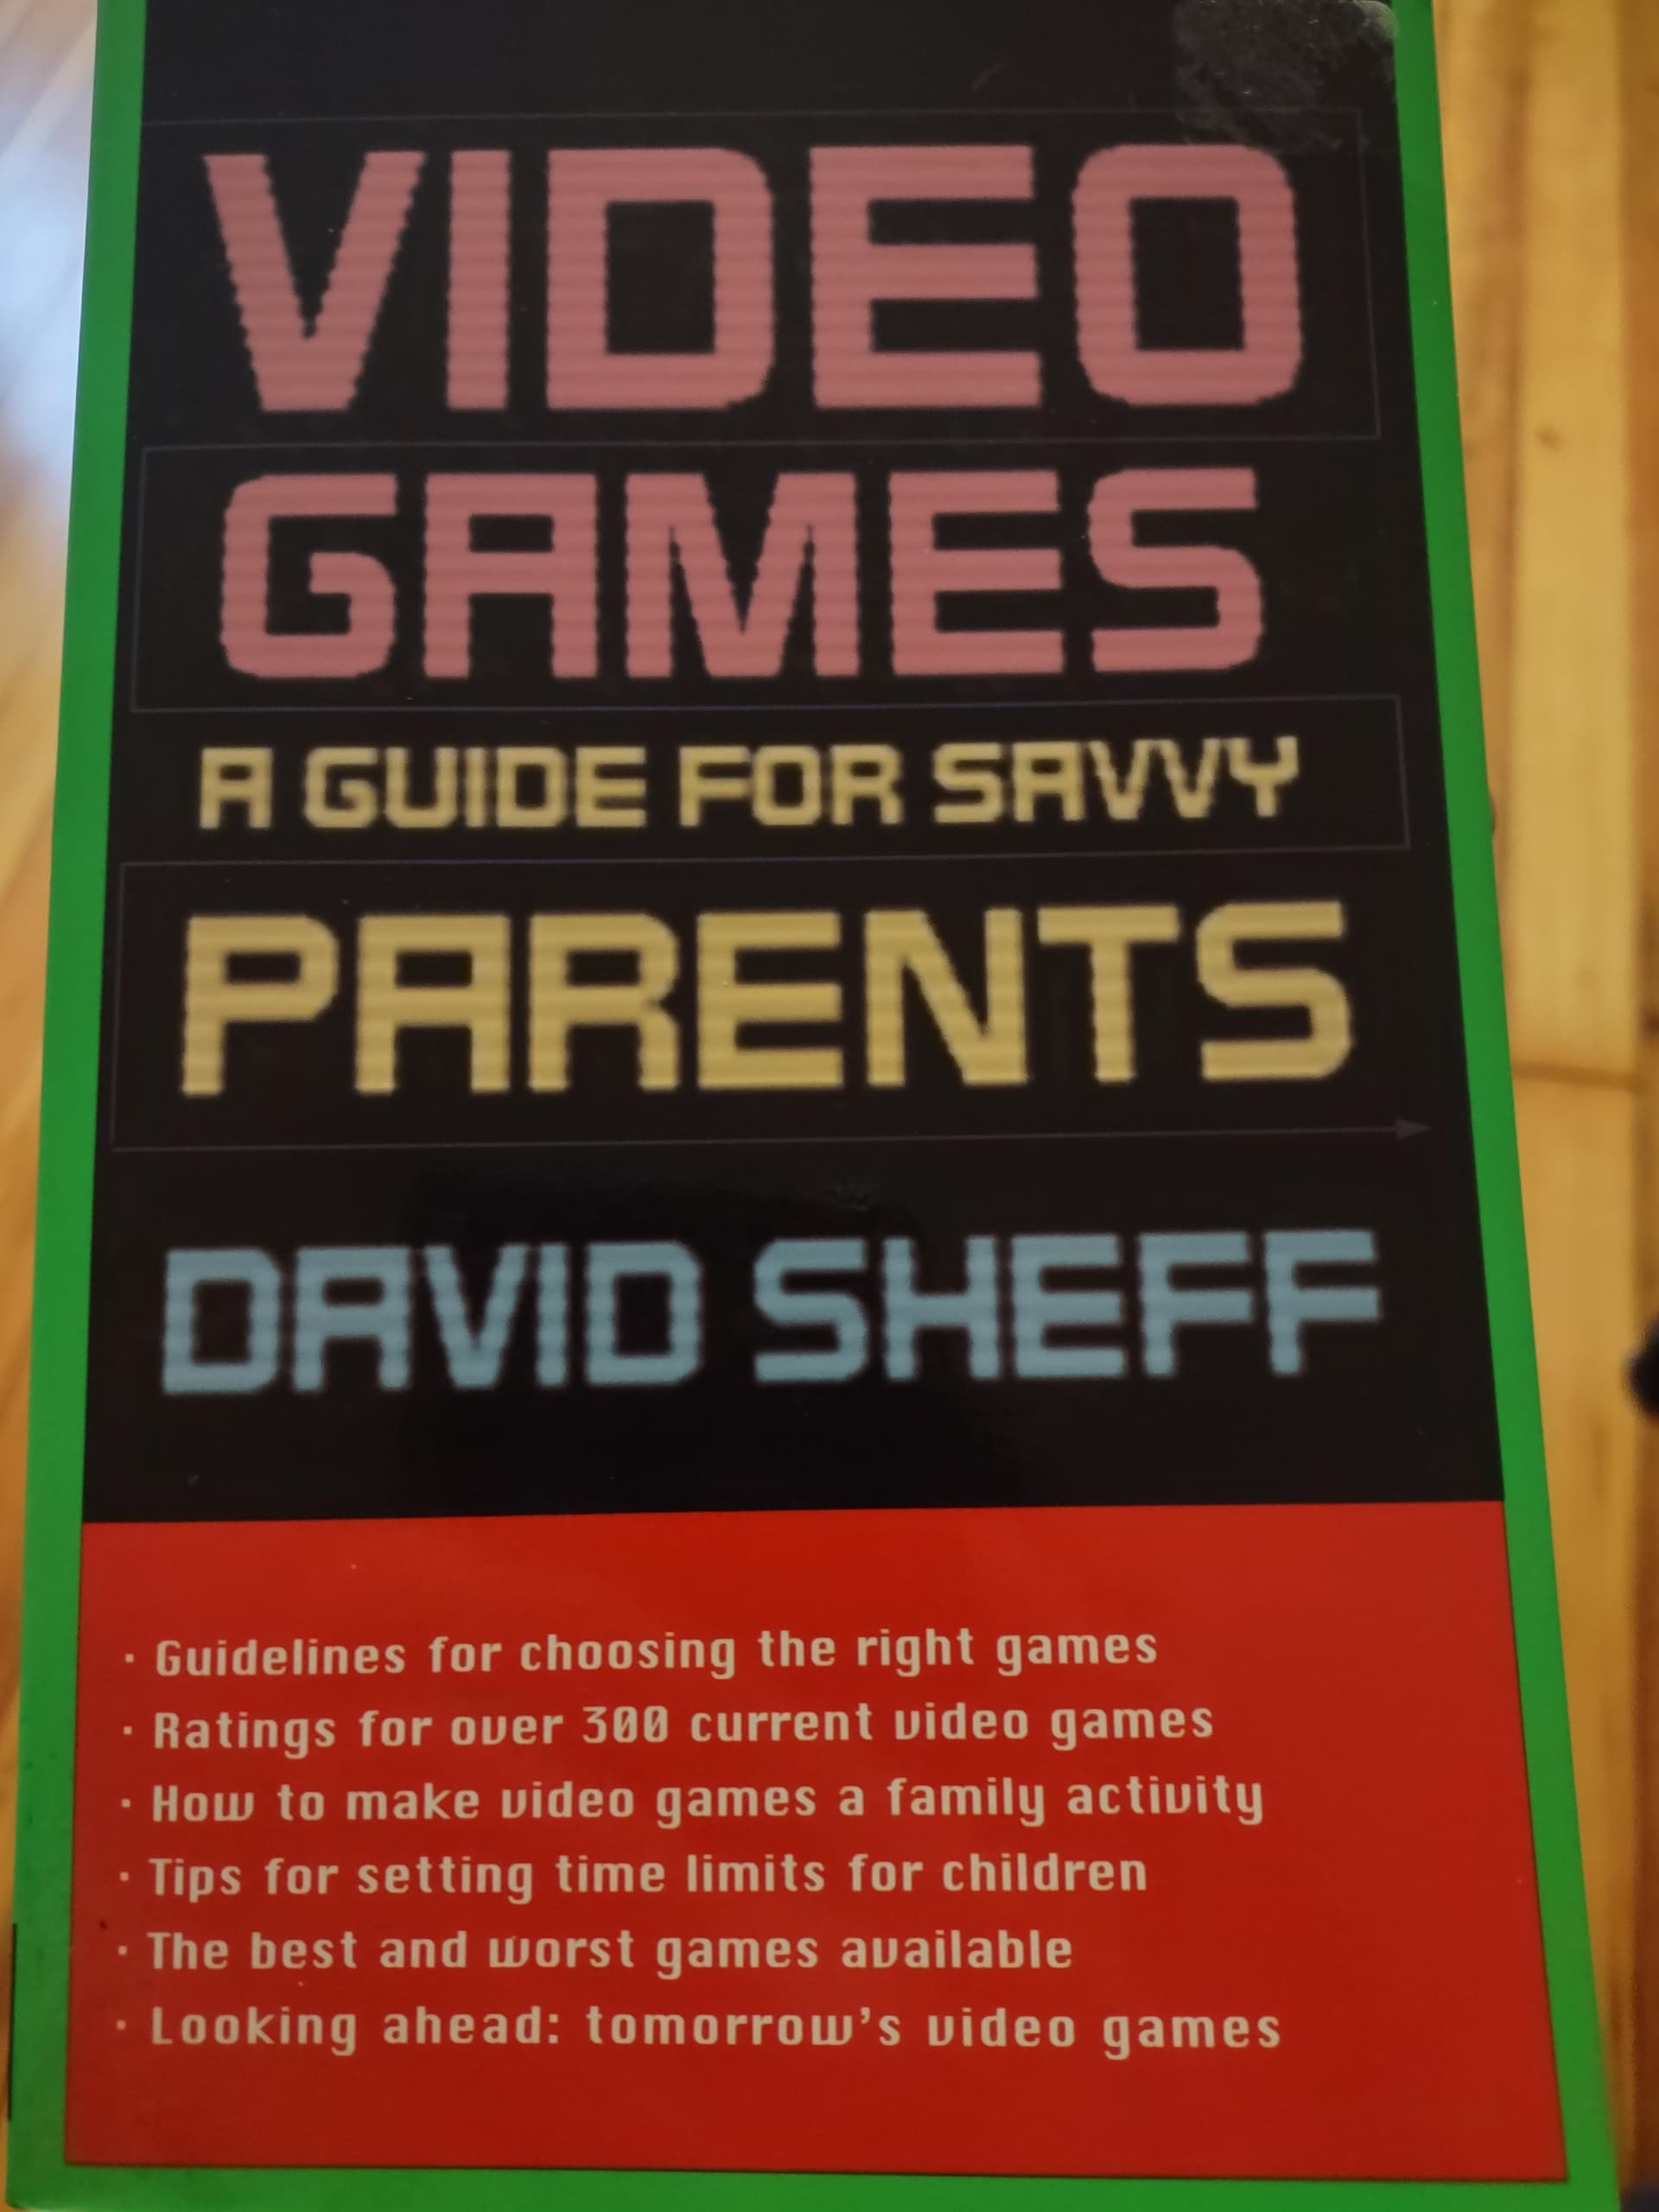 VIDEO
GAMES
A GUIDE FOR SAVVY
PARENTS
DAVID SHEFF
· Guidelines for choosing the right games
· Ratings for over 300 current video games
· How to make video games a family activity
· Tips for setting time limits for children
· The best and worst games available
· Looking ahead: tomorrow's video games